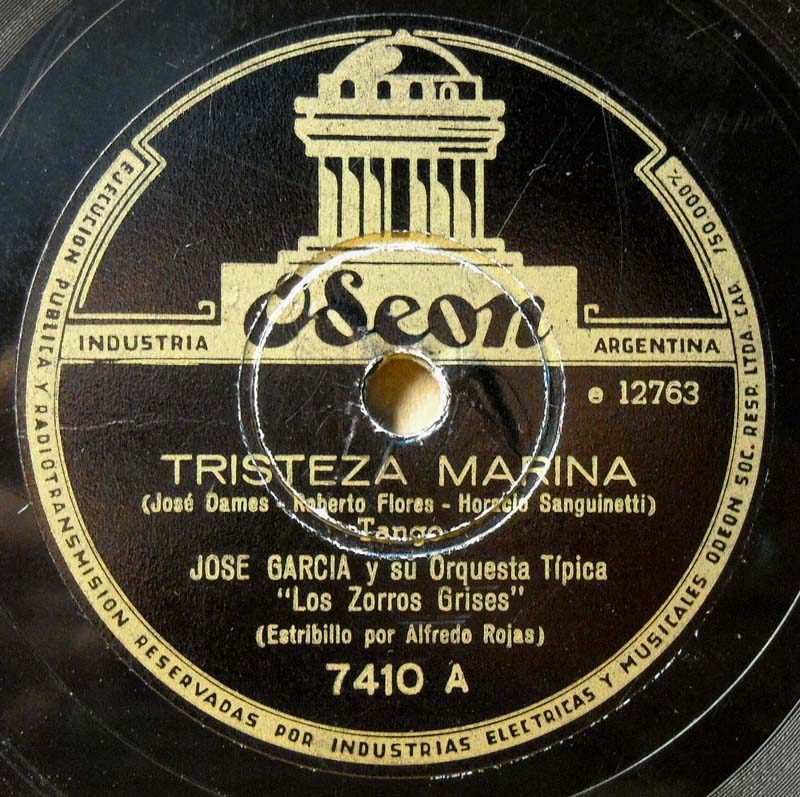 Odeon
INDUSTRIA
ARGENTINA
e 12763
TRISTEZA MARINA
(José Dames - Roberto Flores - Horacio Sanguinetti)
Tango
JOSE GARCIA y su Orquesta Típica
"Los Zorros Grises"
(Estribillo por Alfredo Rojas)
7410 A
EJECUCION PUBLICA Y RADIOTRANSMISION RESERVADAS POR INDUSTRIAS ELECTRICAS Y MUSICALES ODEON SOC. RESP. LTDA. CAP. 750.000 %